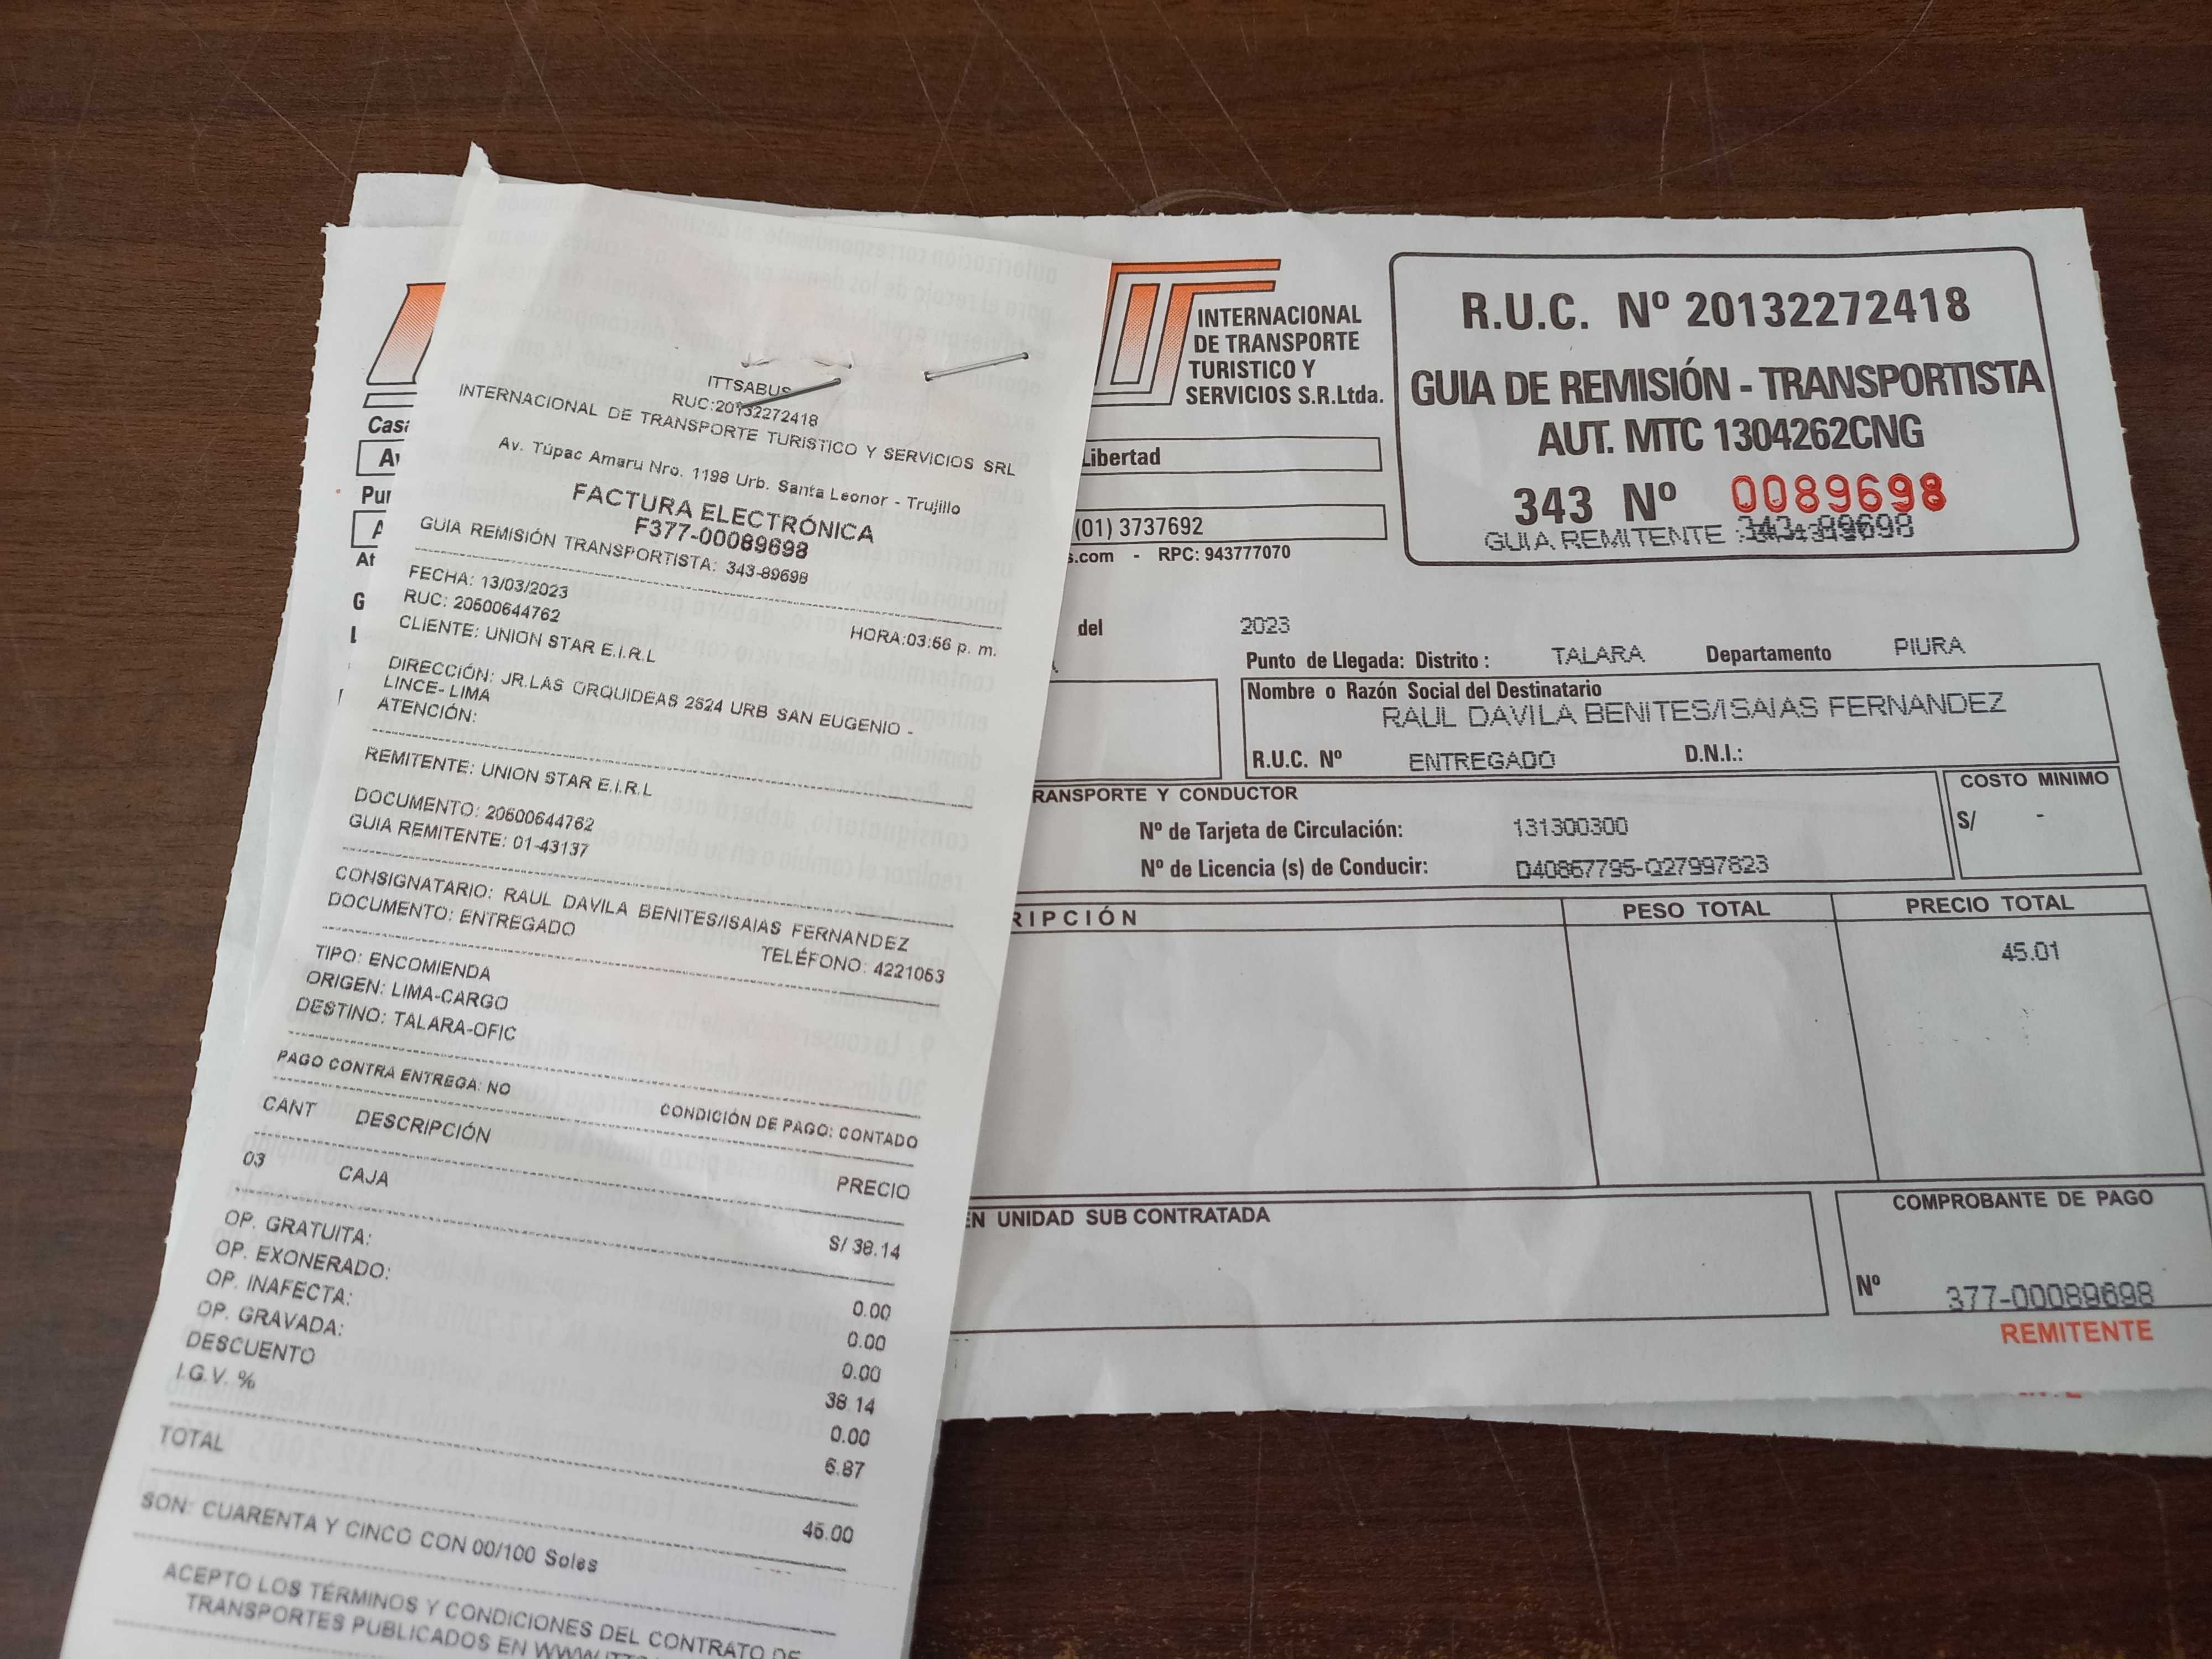 ITTSABUS
RUC:20132272418
INTERNACIONAL DE TRANSPORTE TURISTICO Y SERVICIOS SRL
Av. Túpac Amaru Nro. 1198 Urb. Santa Leonor - Trujillo
FACTURA ELECTRÓNICA
F377-00089698
GUIA REMISIÓN TRANSPORTISTA: 343-89698
FECHA: 13/03/2023
HORA:03:56 p. m.
RUC: 20600644762
CLIENTE: UNION STAR E.I.R.L
DIRECCIÓN: JR.LAS ORQUIDEAS 2624 URB SAN EUGENIO -
LINCE- LIMA
ATENCIÓN:
REMITENTE: UNION STAR E.I.R.L
DOCUMENTO: 20600644762
GUIA REMITENTE: 01-43137
CONSIGNATARIO: RAUL DAVILA BENITES/ISAIAS FERNANDEZ
DOCUMENTO: ENTREGADO
TELÉFONO: 4221063
TIPO: ENCOMIENDA
ORIGEN: LIMA-CARGO
DESTINO: TALARA-OFIC
PAGO CONTRA ENTREGA: NO
CONDICIÓN DE PAGO: CONTADO
CANT DESCRIPCIÓN PRECIO
03 CAJA S/ 38.14
OP. GRATUITA: 0.00
OP. EXONERADO: 0.00
OP. INAFECTA: 0.00
OP. GRAVADA: 38.14
DESCUENTO 0.00
I.G.V. % 6.87
TOTAL 45.00
SON: CUARENTA Y CINCO CON 00/100 Soles
ACEPTO LOS TÉRMINOS Y CONDICIONES DEL CONTRATO DE
TRANSPORTES PUBLICADOS EN
INTERNACIONAL
DE TRANSPORTE
TURISTICO Y
SERVICIOS S.R.Ltda.
R.U.C. Nº 20132272418
GUIA DE REMISIÓN - TRANSPORTISTA
AUT. MTC 1304262CNG
343 Nº 0089698
GUIA REMITENTE :
Libertad
(01) 3737692
s.com - RPC: 943777070
del 2023
Punto de Llegada: Distrito : TALARA Departamento PIURA
Nombre o Razón Social del Destinatario
RAUL DAVILA BENITES/ISAIAS FERNANDEZ
R.U.C. Nº ENTREGADO D.N.I.:
RANSPORTE Y CONDUCTOR
COSTO MINIMO
S/ -
Nº de Tarjeta de Circulación: 131300300
Nº de Licencia (s) de Conducir: D40867795-Q27997823
RIPCIÓN PESO TOTAL PRECIO TOTAL
45.01
EN UNIDAD SUB CONTRATADA
COMPROBANTE DE PAGO
Nº 377-00089698
REMITENTE